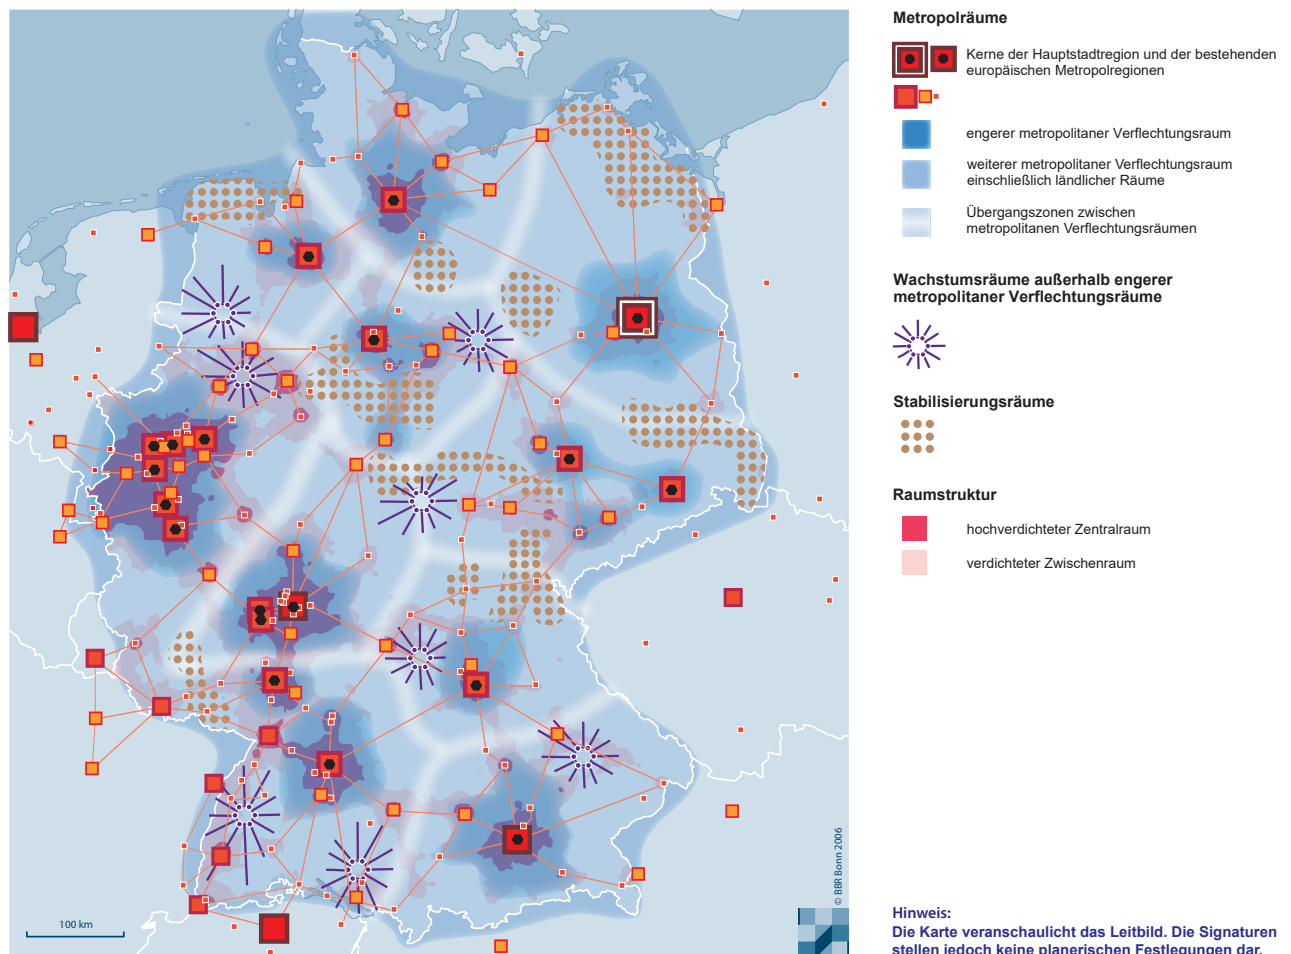 Metropolräume
Kerne der Hauptstadtregion und der bestehenden
europäischen Metropolregionen
engerer metropolitaner Verflechtungsraum
weiterer metropolitaner Verflechtungsraum
einschließlich ländlicher Räume
Übergangszonen zwischen
metropolitanen Verflechtungsräumen
Wachstumsräume außerhalb engerer
metropolitaner Verflechtungsräume
Stabilisierungsräume
Raumstruktur
hochverdichteter Zentralraum
verdichteter Zwischenraum
© BBR Bonn 2006
100 km
Hinweis:
Die Karte veranschaulicht das Leitbild. Die Signaturen
stellen jedoch keine planerischen Festlegungen dar.